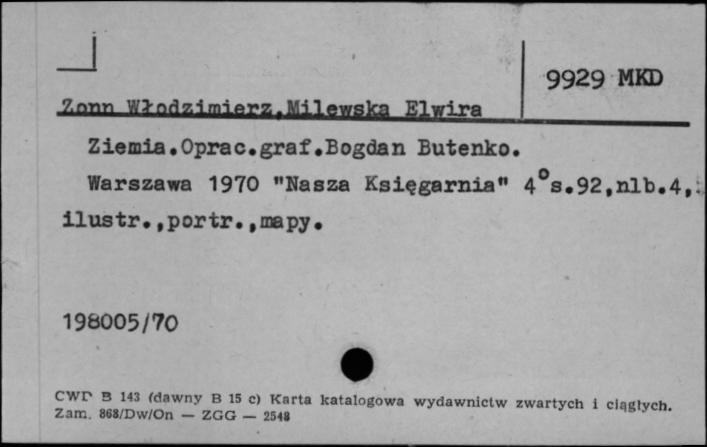 9929 MKD
Zonn Włodzimierz,Milewska Elwira
Ziemia.Oprac.graf.Bogdan Butenko.
Warszawa 1970 "Nasza Księgarnia" 4°s.92,nlb.4,
ilustr.,portr.,mapy.
198005/70
CWD B 143 (dawny B 15 c) Karta katalogowa wydawnictw zwartych i ciągłych.
Zam. 868/Dw/On — ZGG — 2548